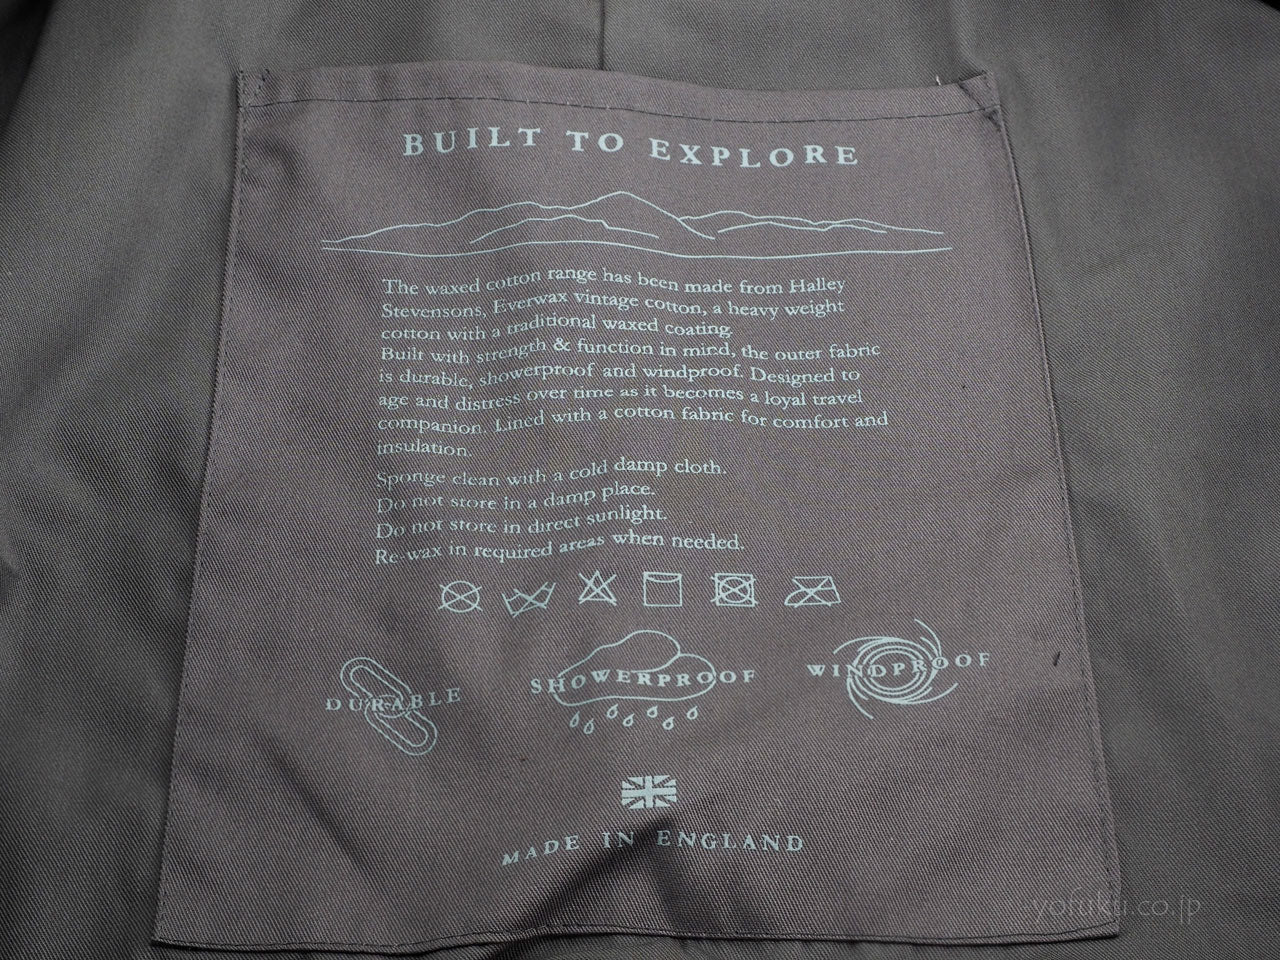 BUILT TO EXPLORE
The waxed cotton range has been made from Halley
Stevensons, Everwax vintage cotton, a heavy weight
cotton with a traditional waxed coating.
Built with strength & function in mind, the outer fabric
is durable, showerproof and windproof. Designed to
age and distress over time as it becomes a loyal travel
companion. Lined with a cotton fabric for comfort and
insulation.
Sponge clean with a cold damp cloth.
Do not store in a damp place.
Do not store in direct sunlight.
Re-wax in required areas when needed.
DURABLE
SHOWERPROOF
WINDPROOF
MADE IN ENGLAND
yofukti.co.jp